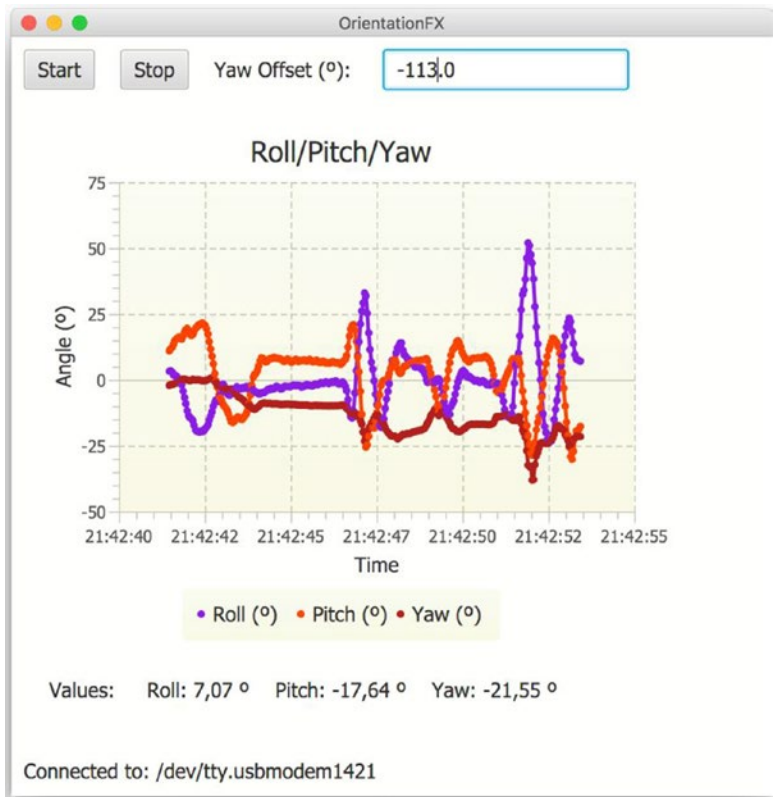 OrientationFX
Start Stop Yaw Offset (º): -113.0
Roll/Pitch/Yaw
75
50
25
0
-25
-50
Angle (º)
21:42:40 21:42:42 21:42:45 21:42:47 21:42:50 21:42:52 21:42:55
Time
Roll (º) Pitch (º) Yaw (º)
Values: Roll: 7,07 º Pitch: -17,64 º Yaw: -21,55 º
Connected to: /dev/tty.usbmodem1421